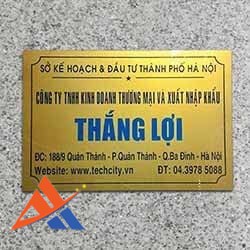 SỞ KẾ HOẠCH & ĐẦU TƯ THÀNH PHỐ HÀ NỘI
CÔNG TY TNHH KINH DOANH THƯƠNG MẠI VÀ XUẤT NHẬP KHẨU
THẮNG LỢI
ĐC: 188/9 Quán Thánh - P.Quán Thánh - Q.Ba Đình - Hà Nội
Website: www.techcity.vn ĐT: 04.3978 5088